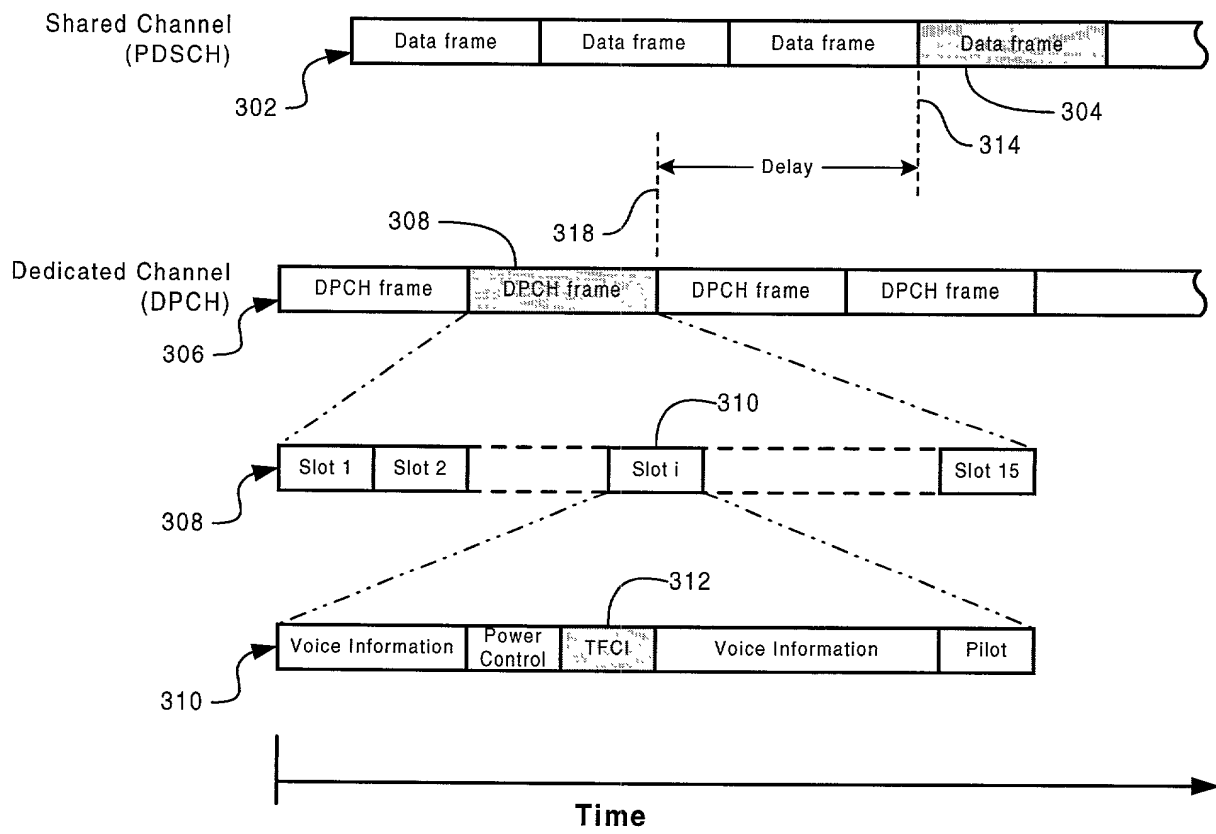 Shared Channel
(PDSCH)
Data frame Data frame Data frame Data frame
302
304
314
Delay
318
308
Dedicated Channel
(DPCH)
DPCH frame DPCH frame DPCH frame DPCH frame
306
310
Slot 1 Slot 2 Slot i Slot 15
308
312
Voice Information Power Control TFCI Voice Information Pilot
310
Time